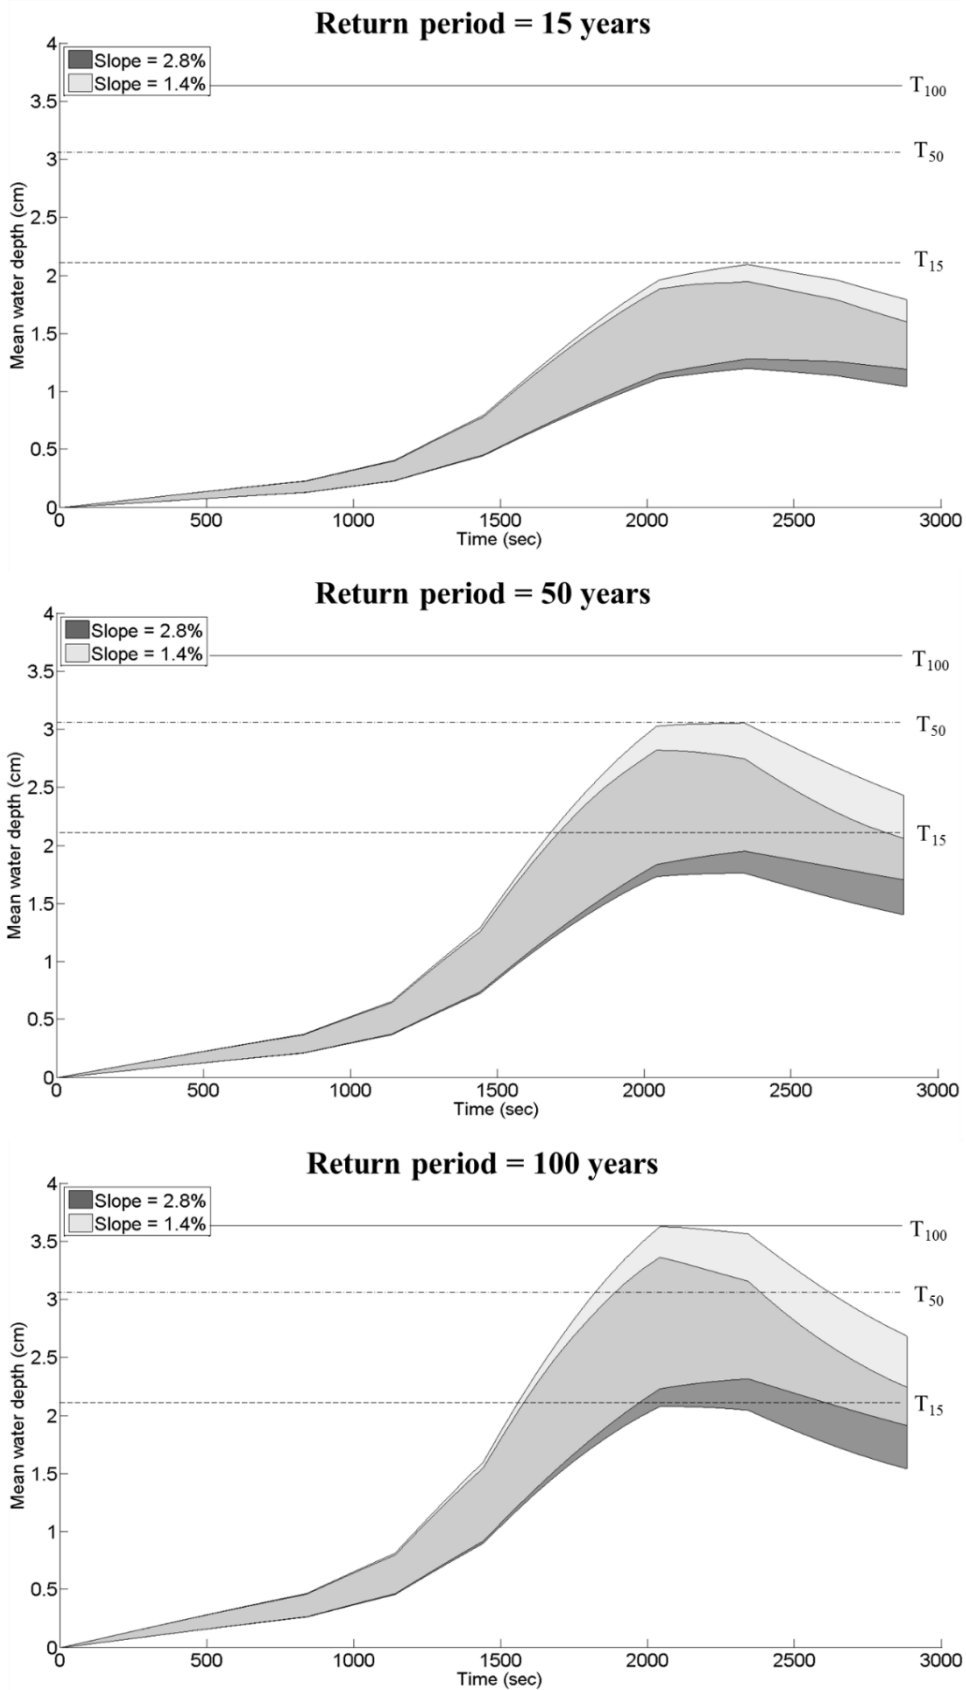 Return period = 15 years
4
Slope = 2.8%
Slope = 1.4%
T100
3.5
T50
3
2.5
T15
2
1.5
1
0.5
0
Mean water depth (cm)
0 500 1000 1500 2000 2500 3000
Time (sec)
Return period = 50 years
4
Slope = 2.8%
Slope = 1.4%
T100
3.5
T50
3
2.5
T15
2
1.5
1
0.5
0
Mean water depth (cm)
0 500 1000 1500 2000 2500 3000
Time (sec)
Return period = 100 years
4
Slope = 2.8%
Slope = 1.4%
T100
3.5
T50
3
2.5
T15
2
1.5
1
0.5
0
Mean water depth (cm)
0 500 1000 1500 2000 2500 3000
Time (sec)